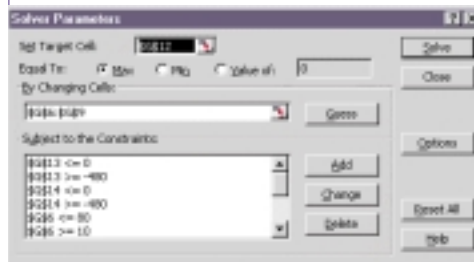 Solver Parameters
Set Target Cell: $G$12
Equal To: Max Min Value of: 0
By Changing Cells:
$G$6:$G$9
Subject to the Constraints:
$G$13 <= 0
$G$13 >= -480
$G$14 <= 0
$G$14 >= -480
$G$6 <= 80
$G$6 >= 10
Guess
Add
Change
Delete
Solve
Close
Options
Reset All
Help